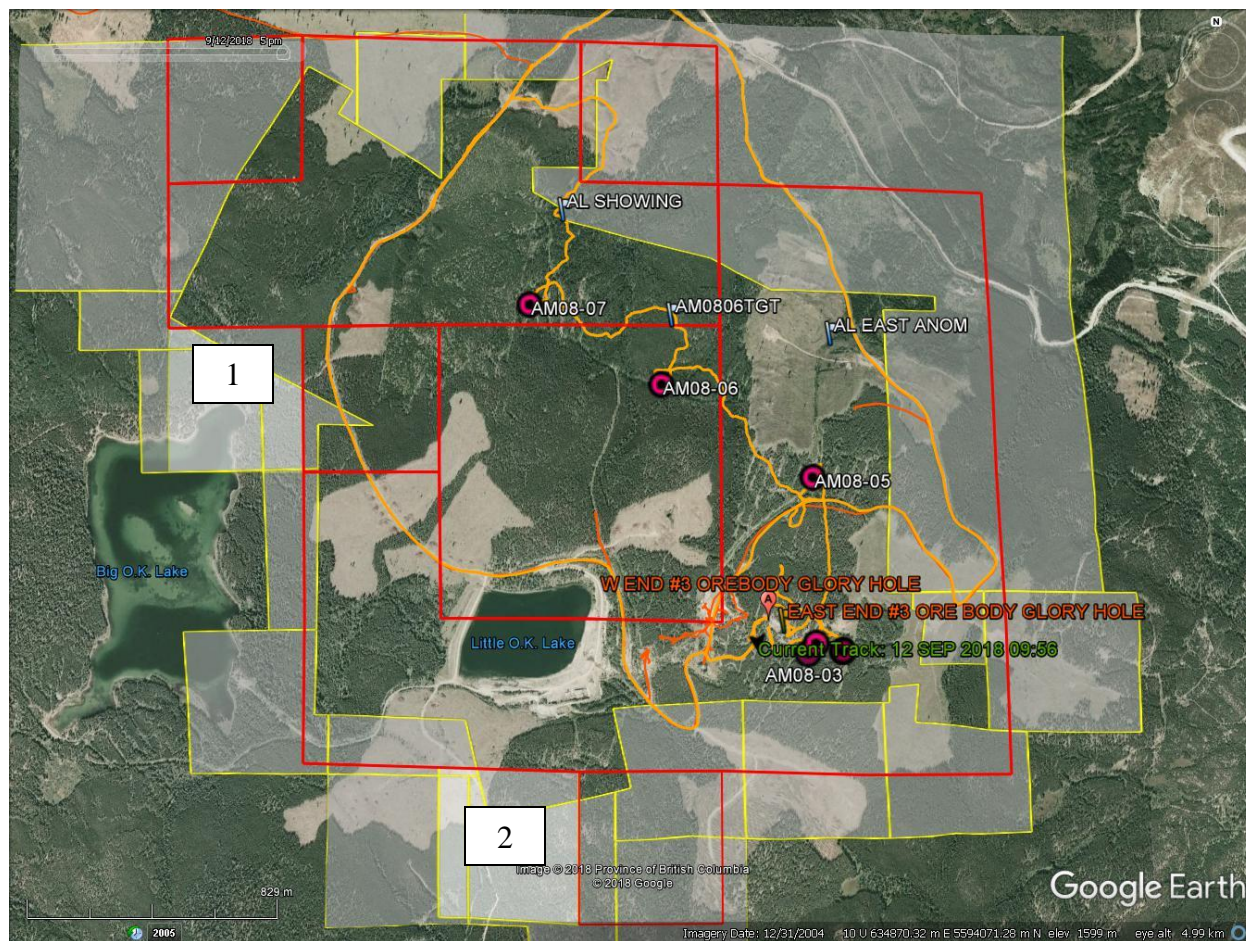 9/12/2018 5 pm
N
AL SHOWING
AM08-07
AM0806TGT
AL EAST ANOM
1
AM08-06
AM08-05
Big O.K. Lake
W END #3 OREBODY GLORY HOLE
A
EAST END #3 ORE BODY GLORY HOLE
Little O.K. Lake
Current Track: 12 SEP 2018 09:56
AM08-03
2
Image © 2018 Province of British Columbia
© 2018 Google
829 m
Google Earth
2005
Imagery Date: 12/31/2004 10 U 634870.32 m E 5594071.28 m N elev 1599 m eye alt 4.99 km